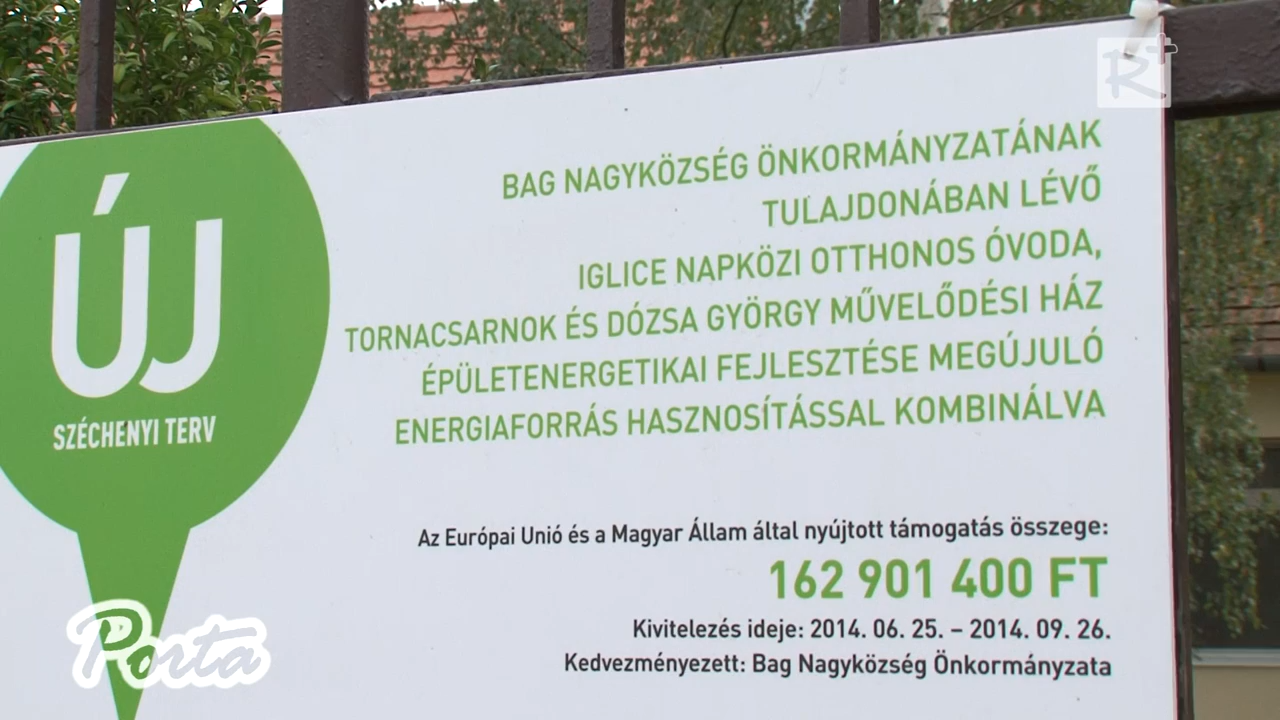 R+
ÚJ
SZÉCHENYI TERV
BAG NAGYKÖZSÉG ÖNKORMÁNYZATÁNAK
TULAJDONÁBAN LÉVŐ
IGLICE NAPKÖZI OTTHONOS ÓVODA,
TORNACSARNOK ÉS DÓZSA GYÖRGY MŰVELŐDÉSI HÁZ
ÉPÜLETENERGETIKAI FEJLESZTÉSE MEGÚJULÓ
ENERGIAFORRÁS HASZNOSÍTÁSSAL KOMBINÁLVA
Az Európai Unió és a Magyar Állam által nyújtott támogatás összege:
162 901 400 FT
Kivitelezés ideje: 2014. 06. 25. – 2014. 09. 26.
Kedvezményezett: Bag Nagyközség Önkormányzata
Porta